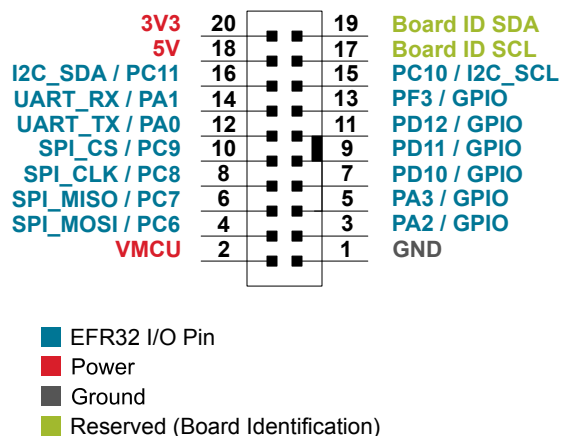 3V3 20 19 Board ID SDA
5V 18 17 Board ID SCL
I2C_SDA / PC11 16 15 PC10 / I2C_SCL
UART_RX / PA1 14 13 PF3 / GPIO
UART_TX / PA0 12 11 PD12 / GPIO
SPI_CS / PC9 10 9 PD11 / GPIO
SPI_CLK / PC8 8 7 PD10 / GPIO
SPI_MISO / PC7 6 5 PA3 / GPIO
SPI_MOSI / PC6 4 3 PA2 / GPIO
VMCU 2 1 GND
EFR32 I/O Pin
Power
Ground
Reserved (Board Identification)